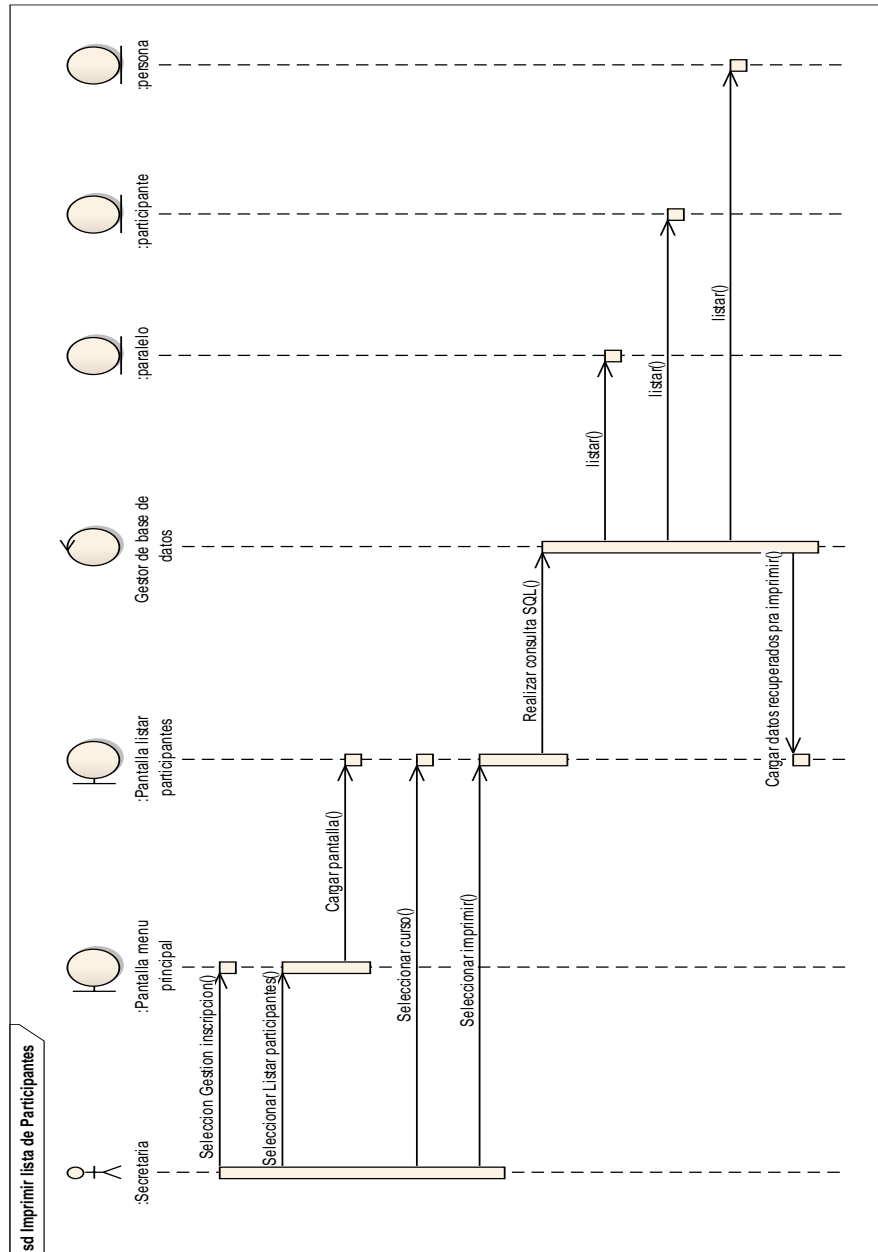 sd Imprimir lista de Participantes
:Secretaria
:Pantalla menu
principal
:Pantalla listar
participantes
Gestor de base de
datos
:paralelo
:participante
:persona
Seleccion Gestion inscripcion()
Seleccionar Listar participantes()
Cargar pantalla()
Seleccionar curso()
Seleccionar imprimir()
Realizar consulta SQL()
listar()
listar()
listar()
Cargar datos recuperados pra imprimir()